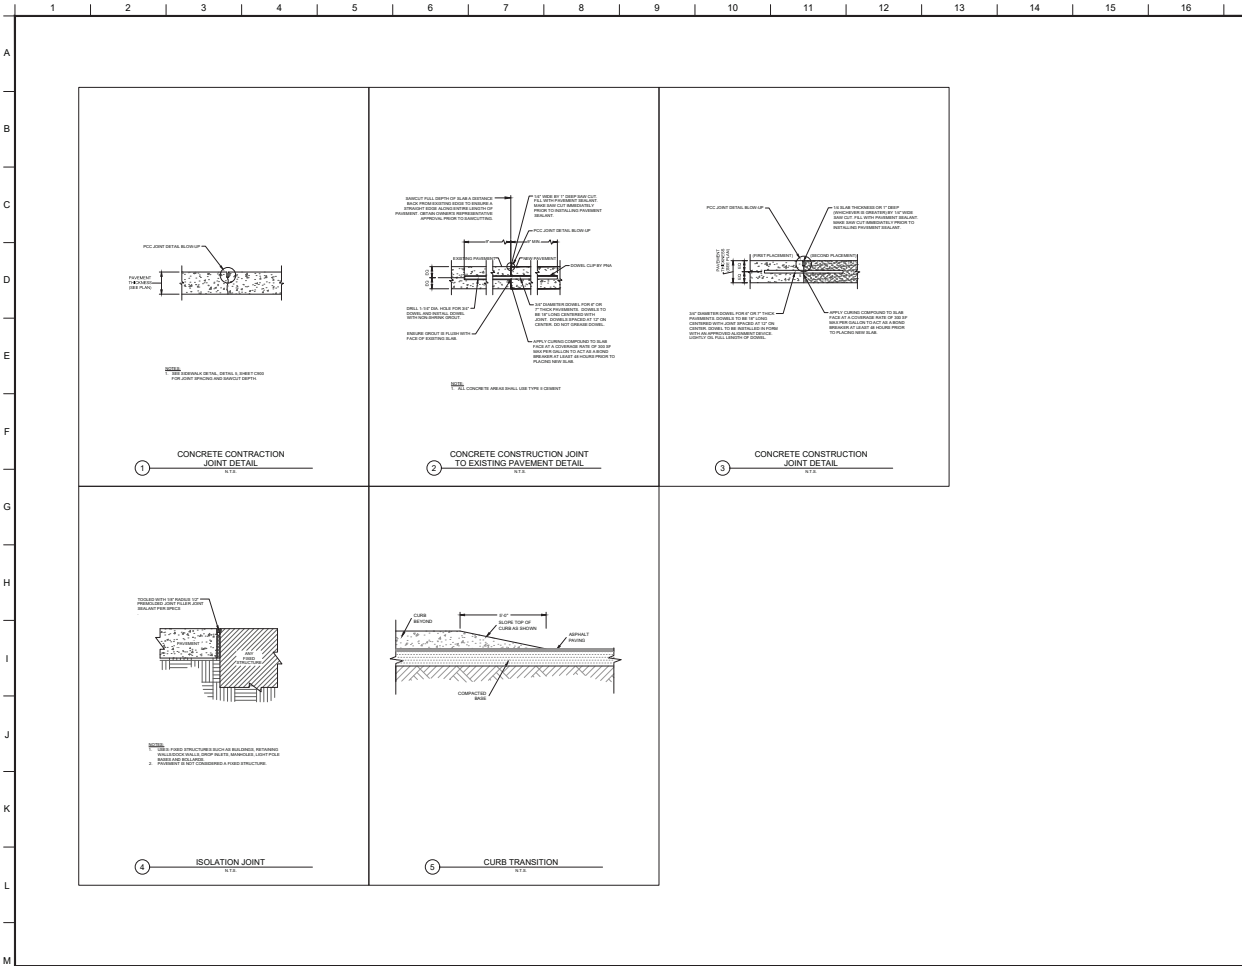 1 2 3 4 5 6 7 8 9 10 11 12 13 14 15 16
A
B
C
D
E
F
G
H
I
J
K
L
M
PCC JOINT DETAIL BLOW-UP
PAVEMENT
THICKNESS
(SEE PLAN)
NOTES:
1. SEE SIDEWALK DETAIL, DETAIL 5, SHEET C503
FOR JOINT SPACING AND SAWCUT DEPTH
1
CONCRETE CONTRACTION
JOINT DETAIL
N.T.S.
SAWCUT FULL DEPTH OF SLAB A DISTANCE
BACK FROM EXISTING EDGE TO ENSURE A
STRAIGHT EDGE ALONG ENTIRE LENGTH OF
PAVEMENT. OBTAIN OWNER'S REPRESENTATIVE
APPROVAL PRIOR TO SAWCUTTING.
1/4" WIDE BY 1" DEEP SAW CUT.
FILL WITH PAVEMENT SEALANT.
MAKE SAW CUT IMMEDIATELY
PRIOR TO INSTALLING PAVEMENT
SEALANT.
PCC JOINT DETAIL BLOW UP
MIN.
EXISTING PAVEMENT
NEW PAVEMENT
DOWEL CLIP BY PNA
EQ
EQ
DRILL 1-1/8" DIA. HOLE FOR 3/4"
DOWEL AND INSTALL DOWEL
WITH NON-SHRINK GROUT.
3/4" DIAMETER DOWEL FOR 6" OR
7" THICK PAVEMENTS. DOWELS TO
BE 18" LONG CENTERED WITH
JOINT. DOWELS SPACED AT 12" ON
CENTER. DO NOT GREASE DOWEL.
ENSURE GROUT IS FLUSH WITH
FACE OF EXISTING SLAB.
APPLY CURING COMPOUND TO SLAB
FACE AT A COVERAGE RATE OF 300 SF
MAX PER GALLON TO ACT AS A BOND
BREAKER AT LEAST 48 HOURS PRIOR TO
PLACING NEW SLAB.
NOTE:
1. ALL CONCRETE AREAS SHALL USE TYPE II CEMENT
2
CONCRETE CONSTRUCTION JOINT
TO EXISTING PAVEMENT DETAIL
N.T.S.
PCC JOINT DETAIL BLOW-UP
1/4 SLAB THICKNESS OR 1" DEEP
(WHICHEVER IS GREATER) BY 1/4" WIDE
SAW CUT. FILL WITH PAVEMENT SEALANT.
MAKE SAW CUT IMMEDIATELY PRIOR TO
INSTALLING PAVEMENT SEALANT.
PAVEMENT
THICKNESS
(SEE PLAN)
EQ
EQ
(FIRST PLACEMENT)
(SECOND PLACEMENT)
3/4" DIAMETER DOWEL FOR 6" OR 7" THICK
PAVEMENTS. DOWELS TO BE 18" LONG
CENTERED WITH JOINT SPACED AT 12" ON
CENTER. DOWEL TO BE INSTALLED IN FORM
WITH AN APPROVED ALIGNMENT DEVICE.
LIGHTLY OIL FULL LENGTH OF DOWEL.
APPLY CURING COMPOUND TO SLAB
FACE AT A COVERAGE RATE OF 300 SF
MAX PER GALLON TO ACT AS A BOND
BREAKER AT LEAST 48 HOURS PRIOR
TO PLACING NEW SLAB.
3
CONCRETE CONSTRUCTION
JOINT DETAIL
N.T.S.
TOOLED WITH 1/8" RADIUS 1/2"
PREMOLDED JOINT FILLER JOINT
SEALANT PER SPECS
PAVEMENT
ANY
FIXED
STRUCTURE
NOTES:
1. USE@ FIXED STRUCTURES SUCH AS BUILDINGS, RETAINING
WALLS/DOCK WALLS, DROP INLETS, MANHOLES, LIGHT POLE
BASES AND BOLLARDS.
2. PAVEMENT IS NOT CONSIDERED A FIXED STRUCTURE
4
ISOLATION JOINT
N.T.S.
CURB
BEYOND
SLOPE TOP OF
CURB AS SHOWN
ASPHALT
PAVING
COMPACTED
BASE
5
CURB TRANSITION
N.T.S.